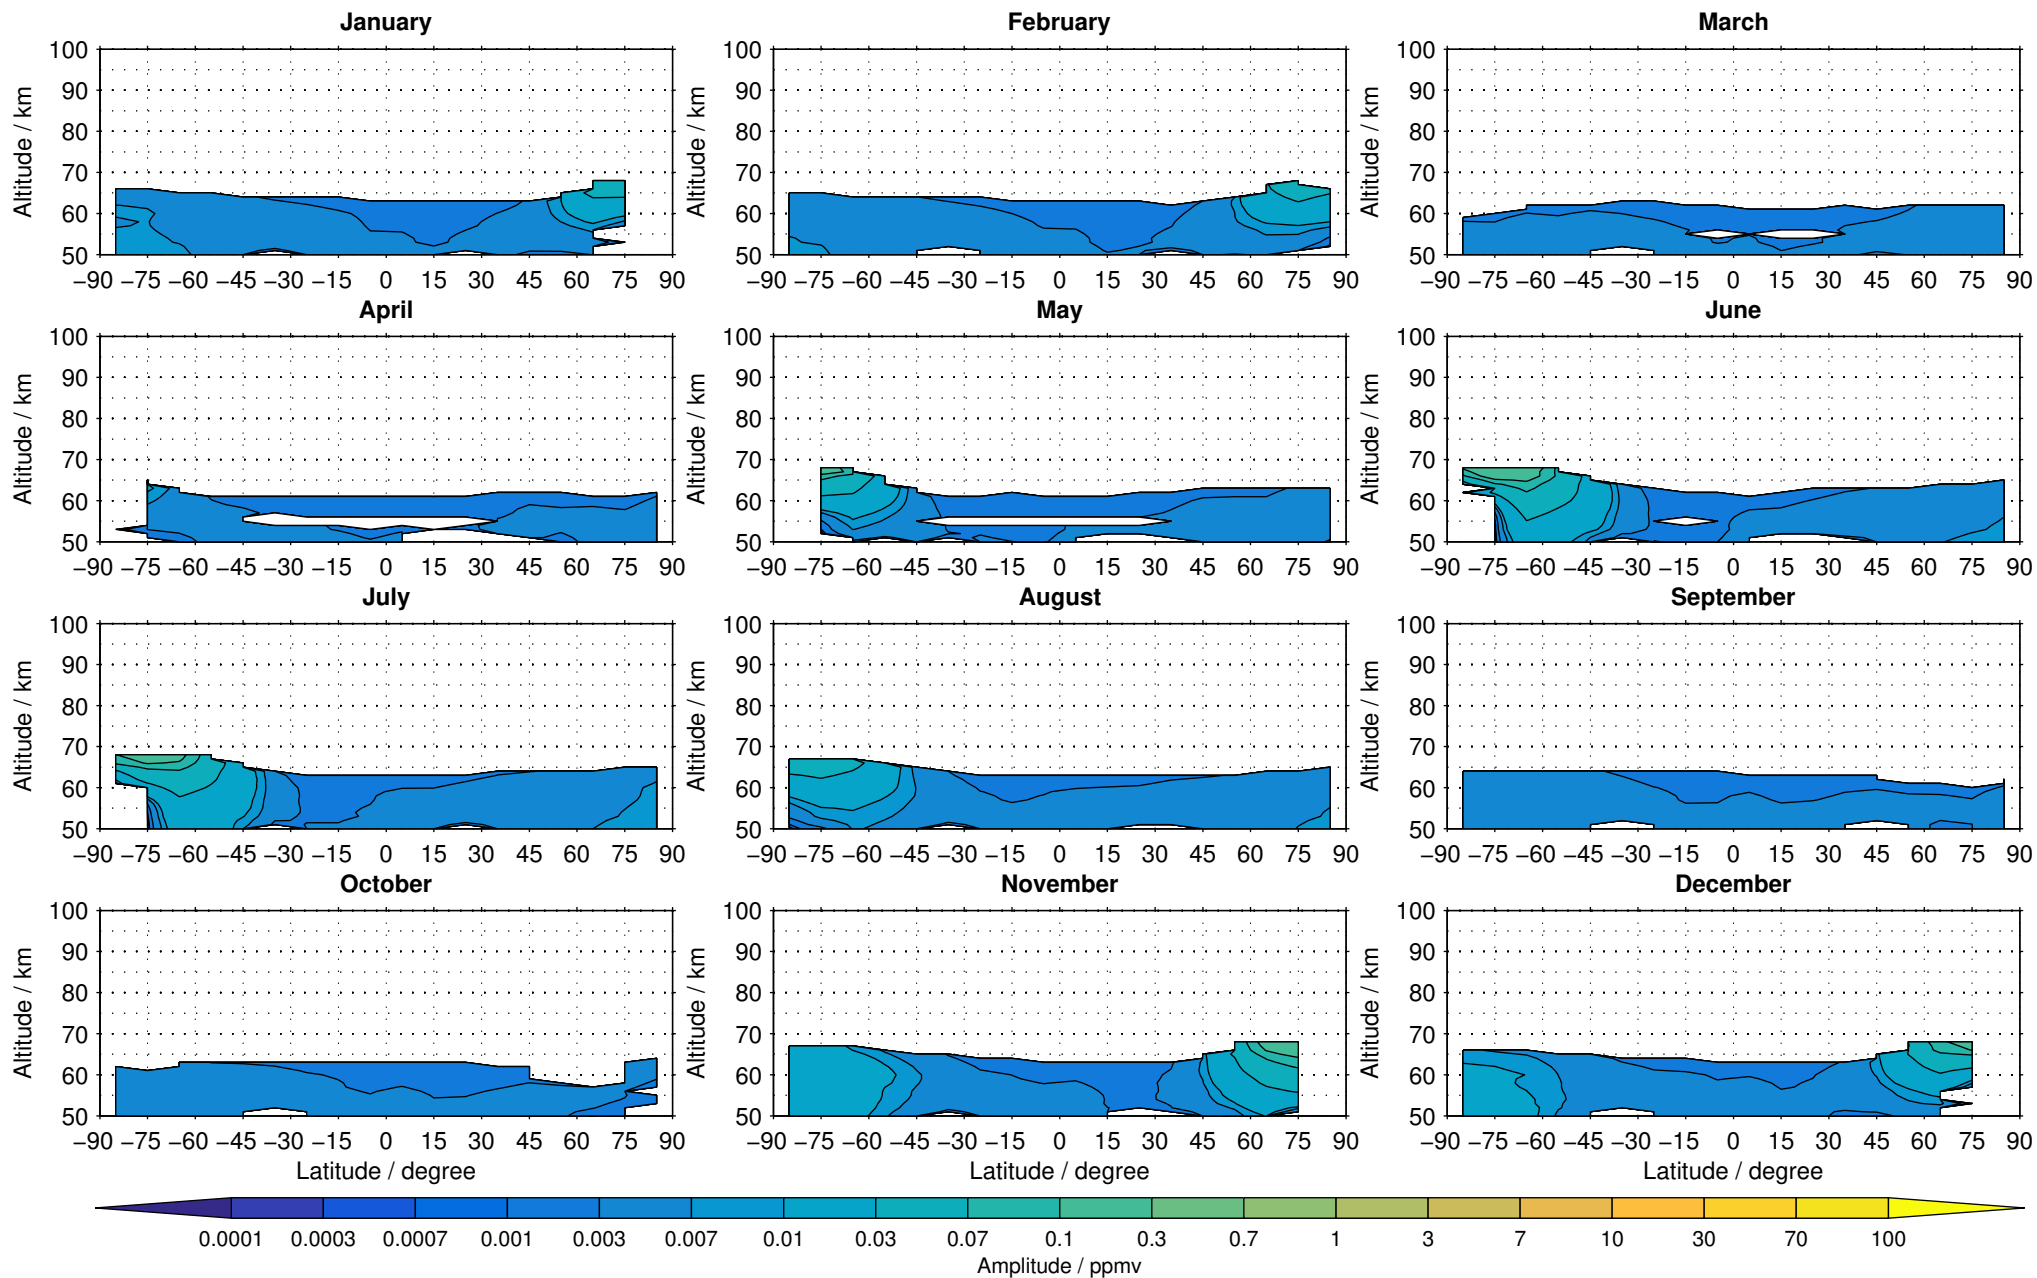 January February March
100 100 100
90 90 90
80 80 80
70 70 70
60 60 60
50 50 50
Altitude / km Altitude / km Altitude / km
−90 −75 −60 −45 −30 −15 0 15 30 45 60 75 90 −90 −75 −60 −45 −30 −15 0 15 30 45 60 75 90 −90 −75 −60 −45 −30 −15 0 15 30 45 60 75 90
April May June
100 100 100
90 90 90
80 80 80
70 70 70
60 60 60
50 50 50
Altitude / km Altitude / km Altitude / km
−90 −75 −60 −45 −30 −15 0 15 30 45 60 75 90 −90 −75 −60 −45 −30 −15 0 15 30 45 60 75 90 −90 −75 −60 −45 −30 −15 0 15 30 45 60 75 90
July August September
100 100 100
90 90 90
80 80 80
70 70 70
60 60 60
50 50 50
Altitude / km Altitude / km Altitude / km
−90 −75 −60 −45 −30 −15 0 15 30 45 60 75 90 −90 −75 −60 −45 −30 −15 0 15 30 45 60 75 90 −90 −75 −60 −45 −30 −15 0 15 30 45 60 75 90
October November December
100 100 100
90 90 90
80 80 80
70 70 70
60 60 60
50 50 50
Altitude / km Altitude / km Altitude / km
−90 −75 −60 −45 −30 −15 0 15 30 45 60 75 90 −90 −75 −60 −45 −30 −15 0 15 30 45 60 75 90 −90 −75 −60 −45 −30 −15 0 15 30 45 60 75 90
Latitude / degree Latitude / degree Latitude / degree
0.0001 0.0003 0.0007 0.001 0.003 0.007 0.01 0.03 0.07 0.1 0.3 0.7 1 3 7 10 30 70 100
Amplitude / ppmv